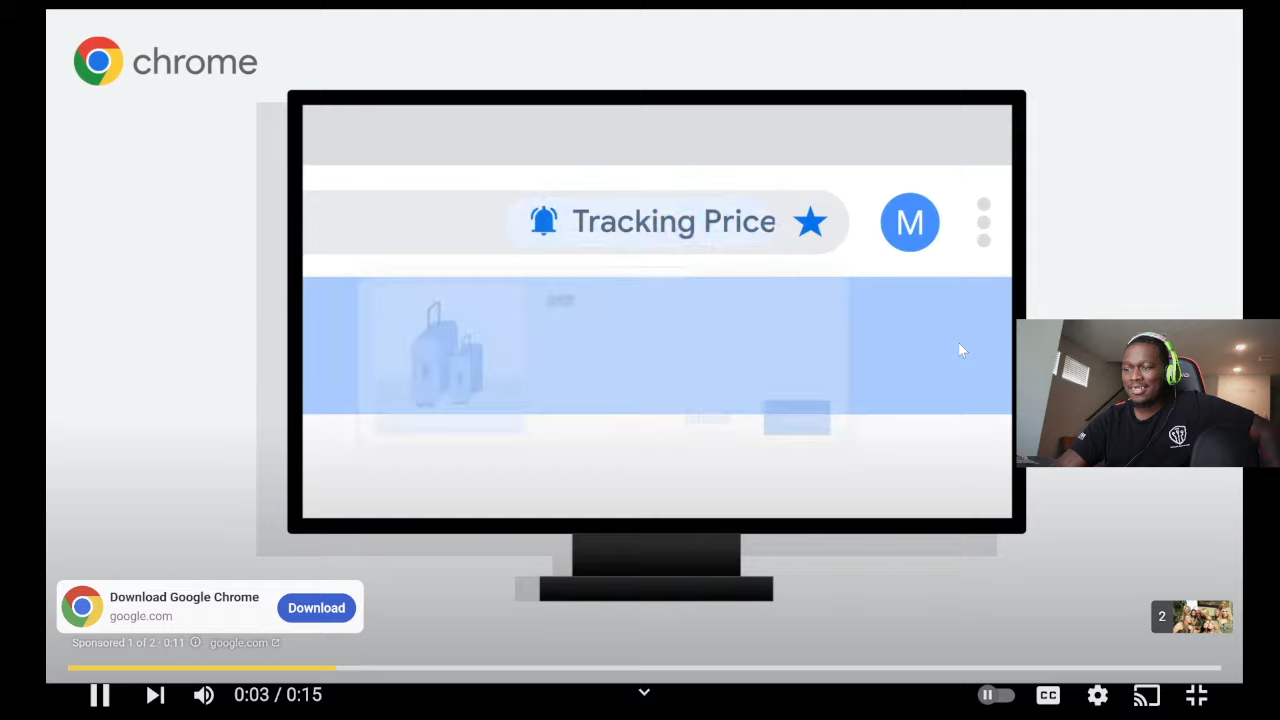 chrome
Tracking Price
M
Download Google Chrome
google.com
Download
Sponsored 1 of 2 · 0:11
google.com
2
0:03 / 0:15
CC